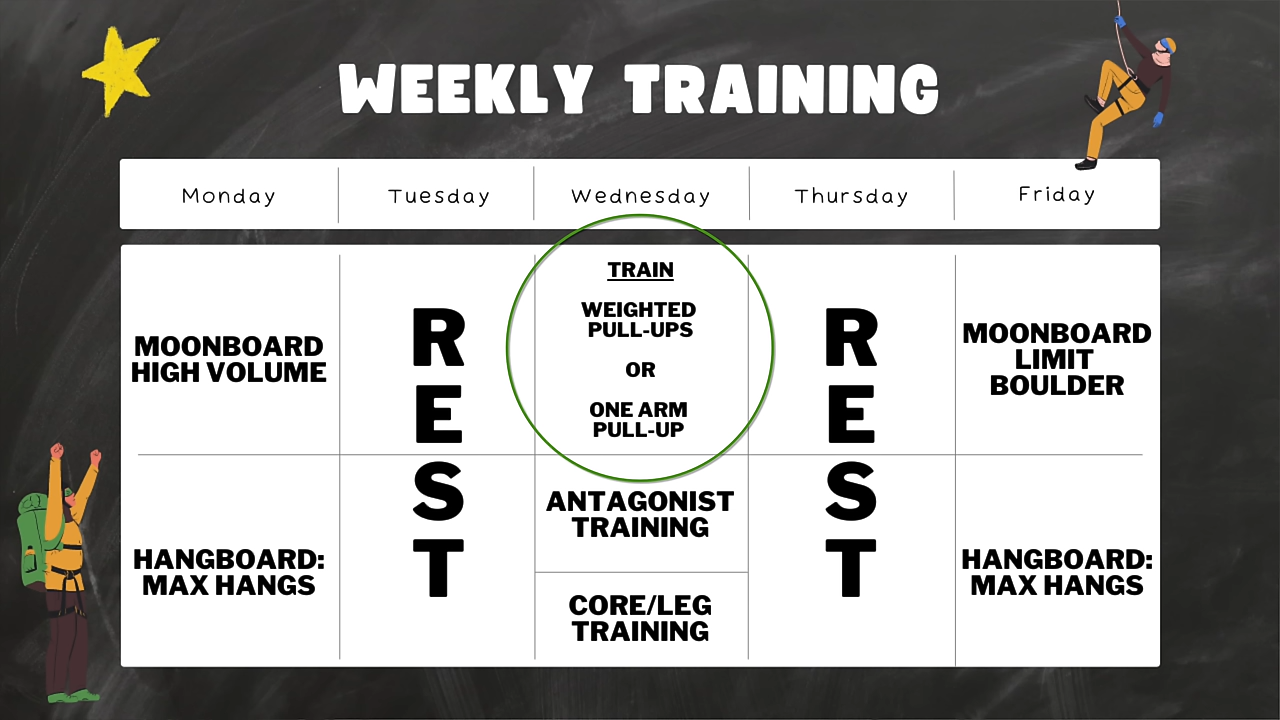 WEEKLY TRAINING
Monday
Tuesday
Wednesday
Thursday
Friday
MOONBOARD
HIGH VOLUME
HANGBOARD:
MAX HANGS
R
E
S
T
TRAIN
WEIGHTED
PULL-UPS
OR
ONE ARM
PULL-UP
ANTAGONIST
TRAINING
CORE/LEG
TRAINING
R
E
S
T
MOONBOARD
LIMIT
BOULDER
HANGBOARD:
MAX HANGS